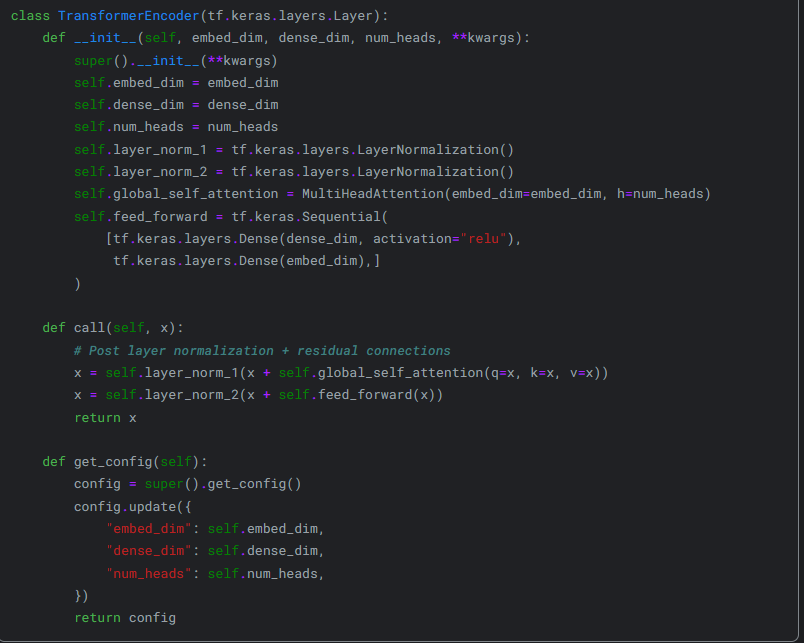 class TransformerEncoder(tf.keras.layers.Layer):
    def __init__(self, embed_dim, dense_dim, num_heads, **kwargs):
        super().__init__(**kwargs)
        self.embed_dim = embed_dim
        self.dense_dim = dense_dim
        self.num_heads = num_heads
        self.layer_norm_1 = tf.keras.layers.LayerNormalization()
        self.layer_norm_2 = tf.keras.layers.LayerNormalization()
        self.global_self_attention = MultiHeadAttention(embed_dim=embed_dim, h=num_heads)
        self.feed_forward = tf.keras.Sequential(
            [tf.keras.layers.Dense(dense_dim, activation="relu"),
             tf.keras.layers.Dense(embed_dim),]
        )

    def call(self, x):
        # Post layer normalization + residual connections
        x = self.layer_norm_1(x + self.global_self_attention(q=x, k=x, v=x))
        x = self.layer_norm_2(x + self.feed_forward(x))
        return x

    def get_config(self):
        config = super().get_config()
        config.update({
            "embed_dim": self.embed_dim,
            "dense_dim": self.dense_dim,
            "num_heads": self.num_heads,
        })
        return config